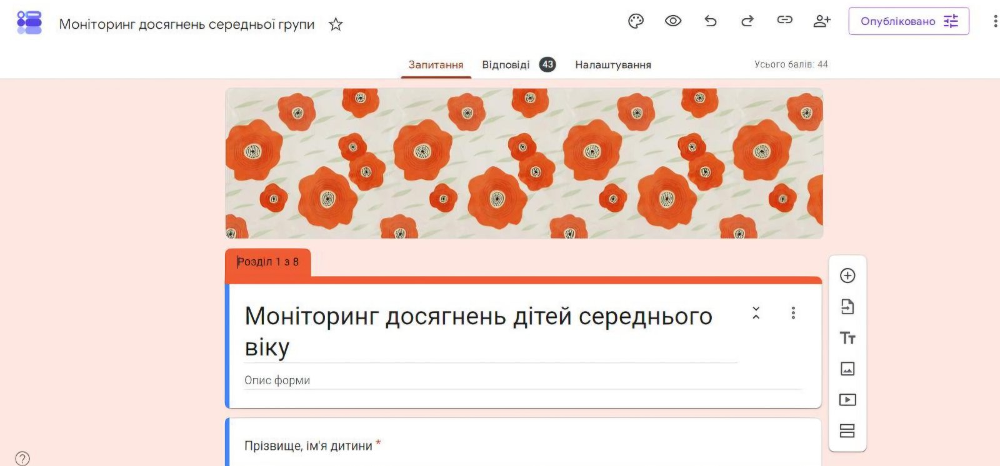 Моніторинг досягнень середньої групи
Опубліковано
Запитання Відповіді 43 Налаштування Усього балів: 44
Розділ 1 з 8
Моніторинг досягнень дітей середнього
віку
Опис форми
Прізвище, ім'я дитини *